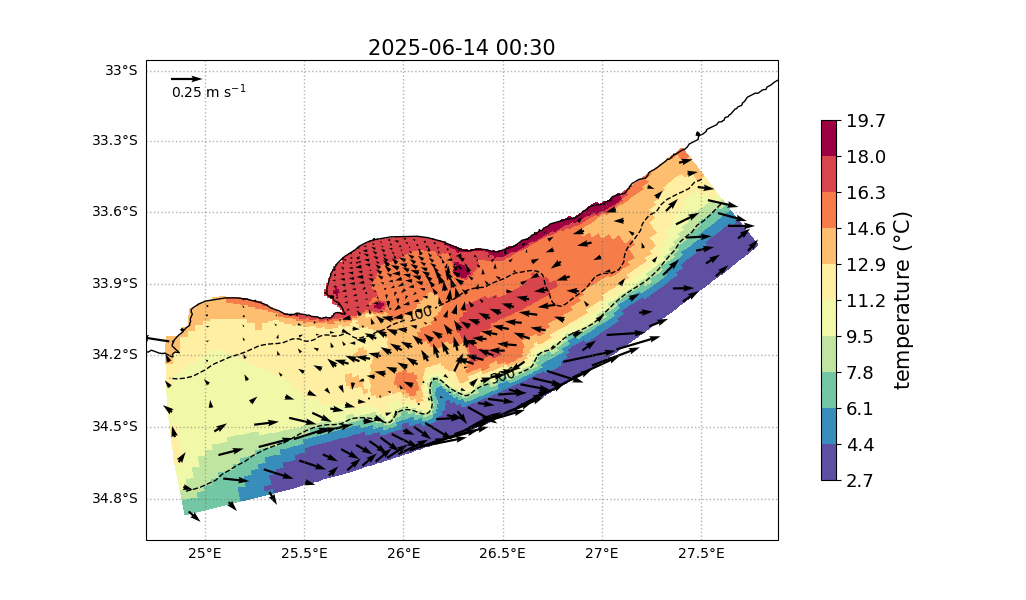 2025-06-14 00:30
0.25 m s⁻¹
33°S
33.3°S
33.6°S
33.9°S
34.2°S
34.5°S
34.8°S
25°E
25.5°E
26°E
26.5°E
27°E
27.5°E
100
500
19.7
18.0
16.3
14.6
12.9
11.2
9.5
7.8
6.1
4.4
2.7
temperature (°C)